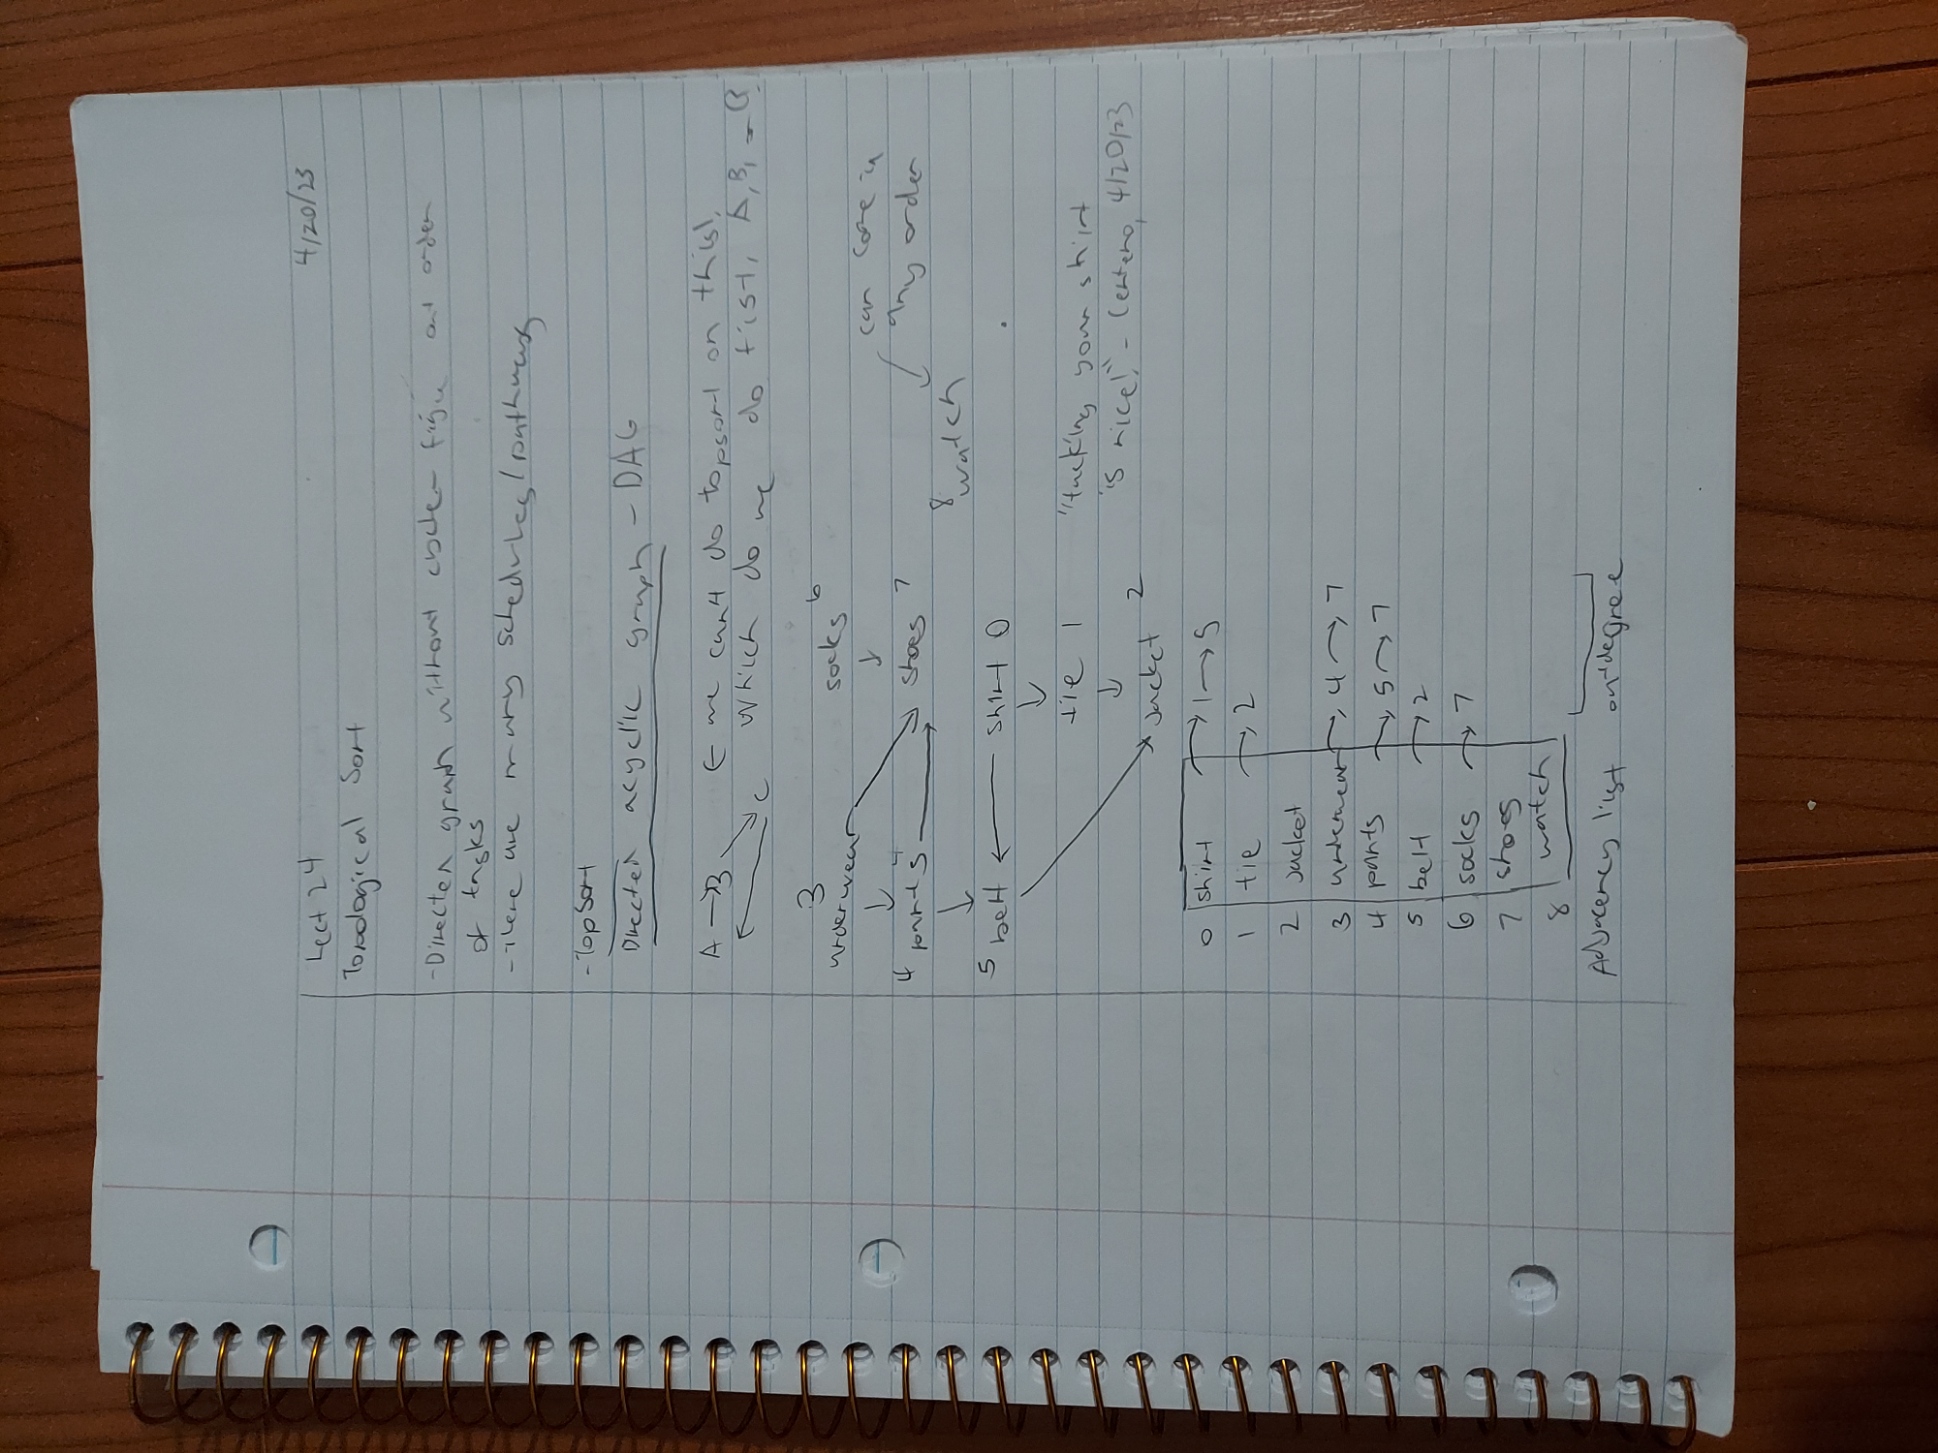 Lect 24
4/20/23
Topological Sort
- Directed graph without cycle - figure out order
of tasks
- There are many schedules / pathways
- TopSort
Directed acyclic graph - DAG
A → B ← we can't do topsort on this!
C Which do we do first, A, B, or C?
3
underwear socks 6
can come in
any order
4 pants → shoes 7
8 watch
5 belt ← shirt 0
tie 1
"tucking your shirt
is nice!" - Centeno, 4/20/23
jacket 2
0 shirt → 1 → 5
1 tie → 2
2 jacket
3 underwear → 4 → 7
4 pants → 5 → 7
5 belt → 2
6 socks → 7
7 shoes
8 watch
Adjacency list outdegree